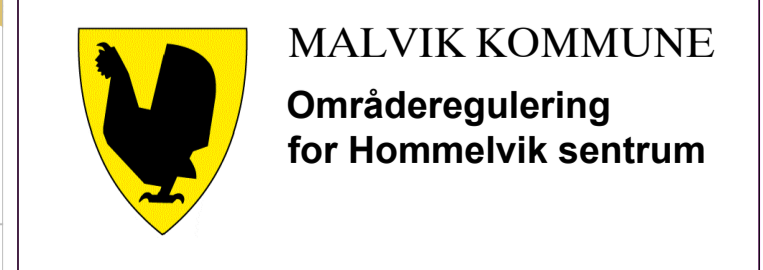 MALVIK KOMMUNE
Områderegulering
for Hommelvik sentrum